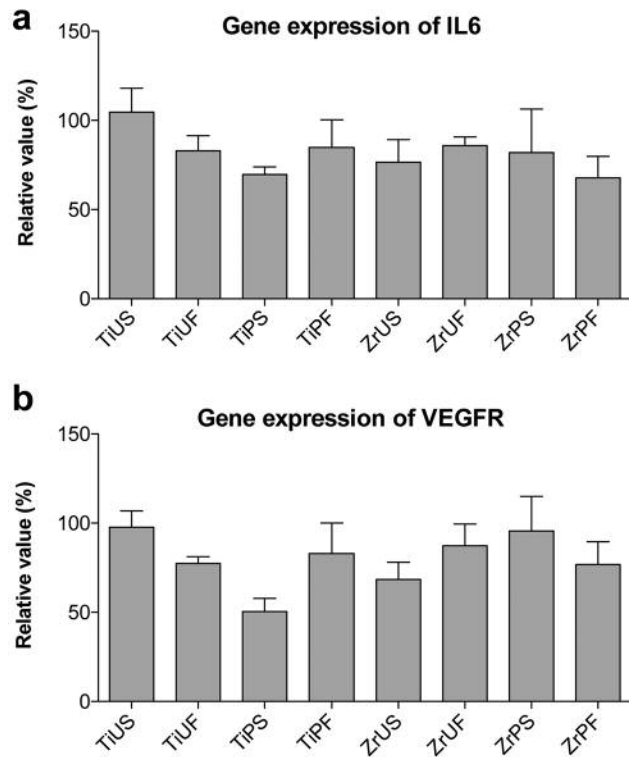 a
Gene expression of IL6
Relative value (%)
150
100
50
0
TiUS TiUF TiPS TiPF ZrUS ZrUF ZrPS ZrPF
b
Gene expression of VEGFR
Relative value (%)
150
100
50
0
TiUS TiUF TiPS TiPF ZrUS ZrUF ZrPS ZrPF